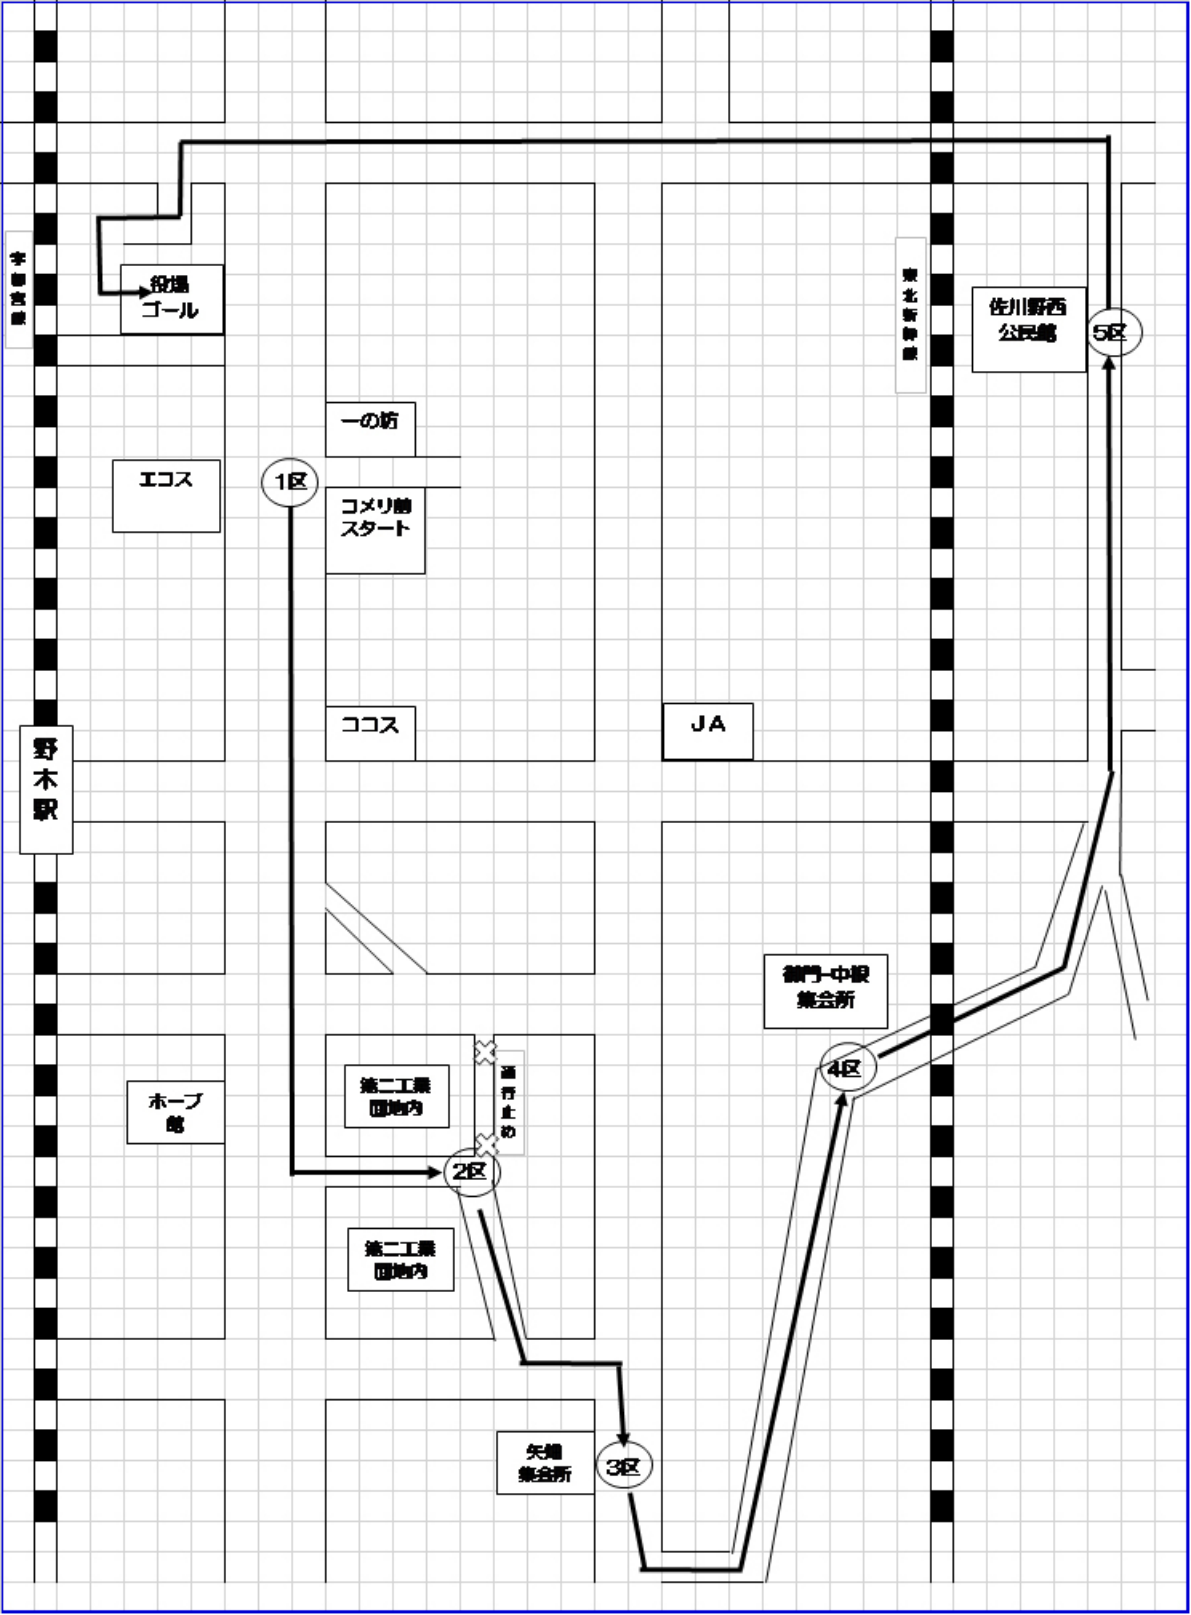 宇都宮線
役場
ゴール
東北新幹線
佐川野西
公民館
5区
一の坊
エコス
1区
コメリ前
スタート
ココス
JA
野木駅
御門・中根
集会所
4区
第二工業
団地内
通行止め
ホープ
館
2区
第二工業
団地内
矢畑
集会所
3区